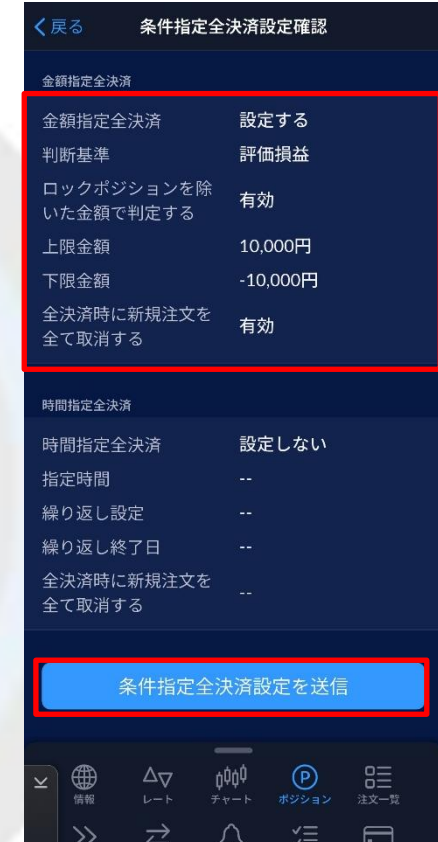 戻る 条件指定全決済設定確認
金額指定全決済
金額指定全決済 設定する
判断基準 評価損益
ロックポジションを除
いた金額で判定する 有効
上限金額 10,000円
下限金額 -10,000円
全決済時に新規注文を
全て取消する 有効
時間指定全決済
時間指定全決済 設定しない
指定時間 --
繰り返し設定 --
繰り返し終了日 --
全決済時に新規注文を
全て取消する --
条件指定全決済設定を送信
情報 レート チャート ポジション 注文一覧